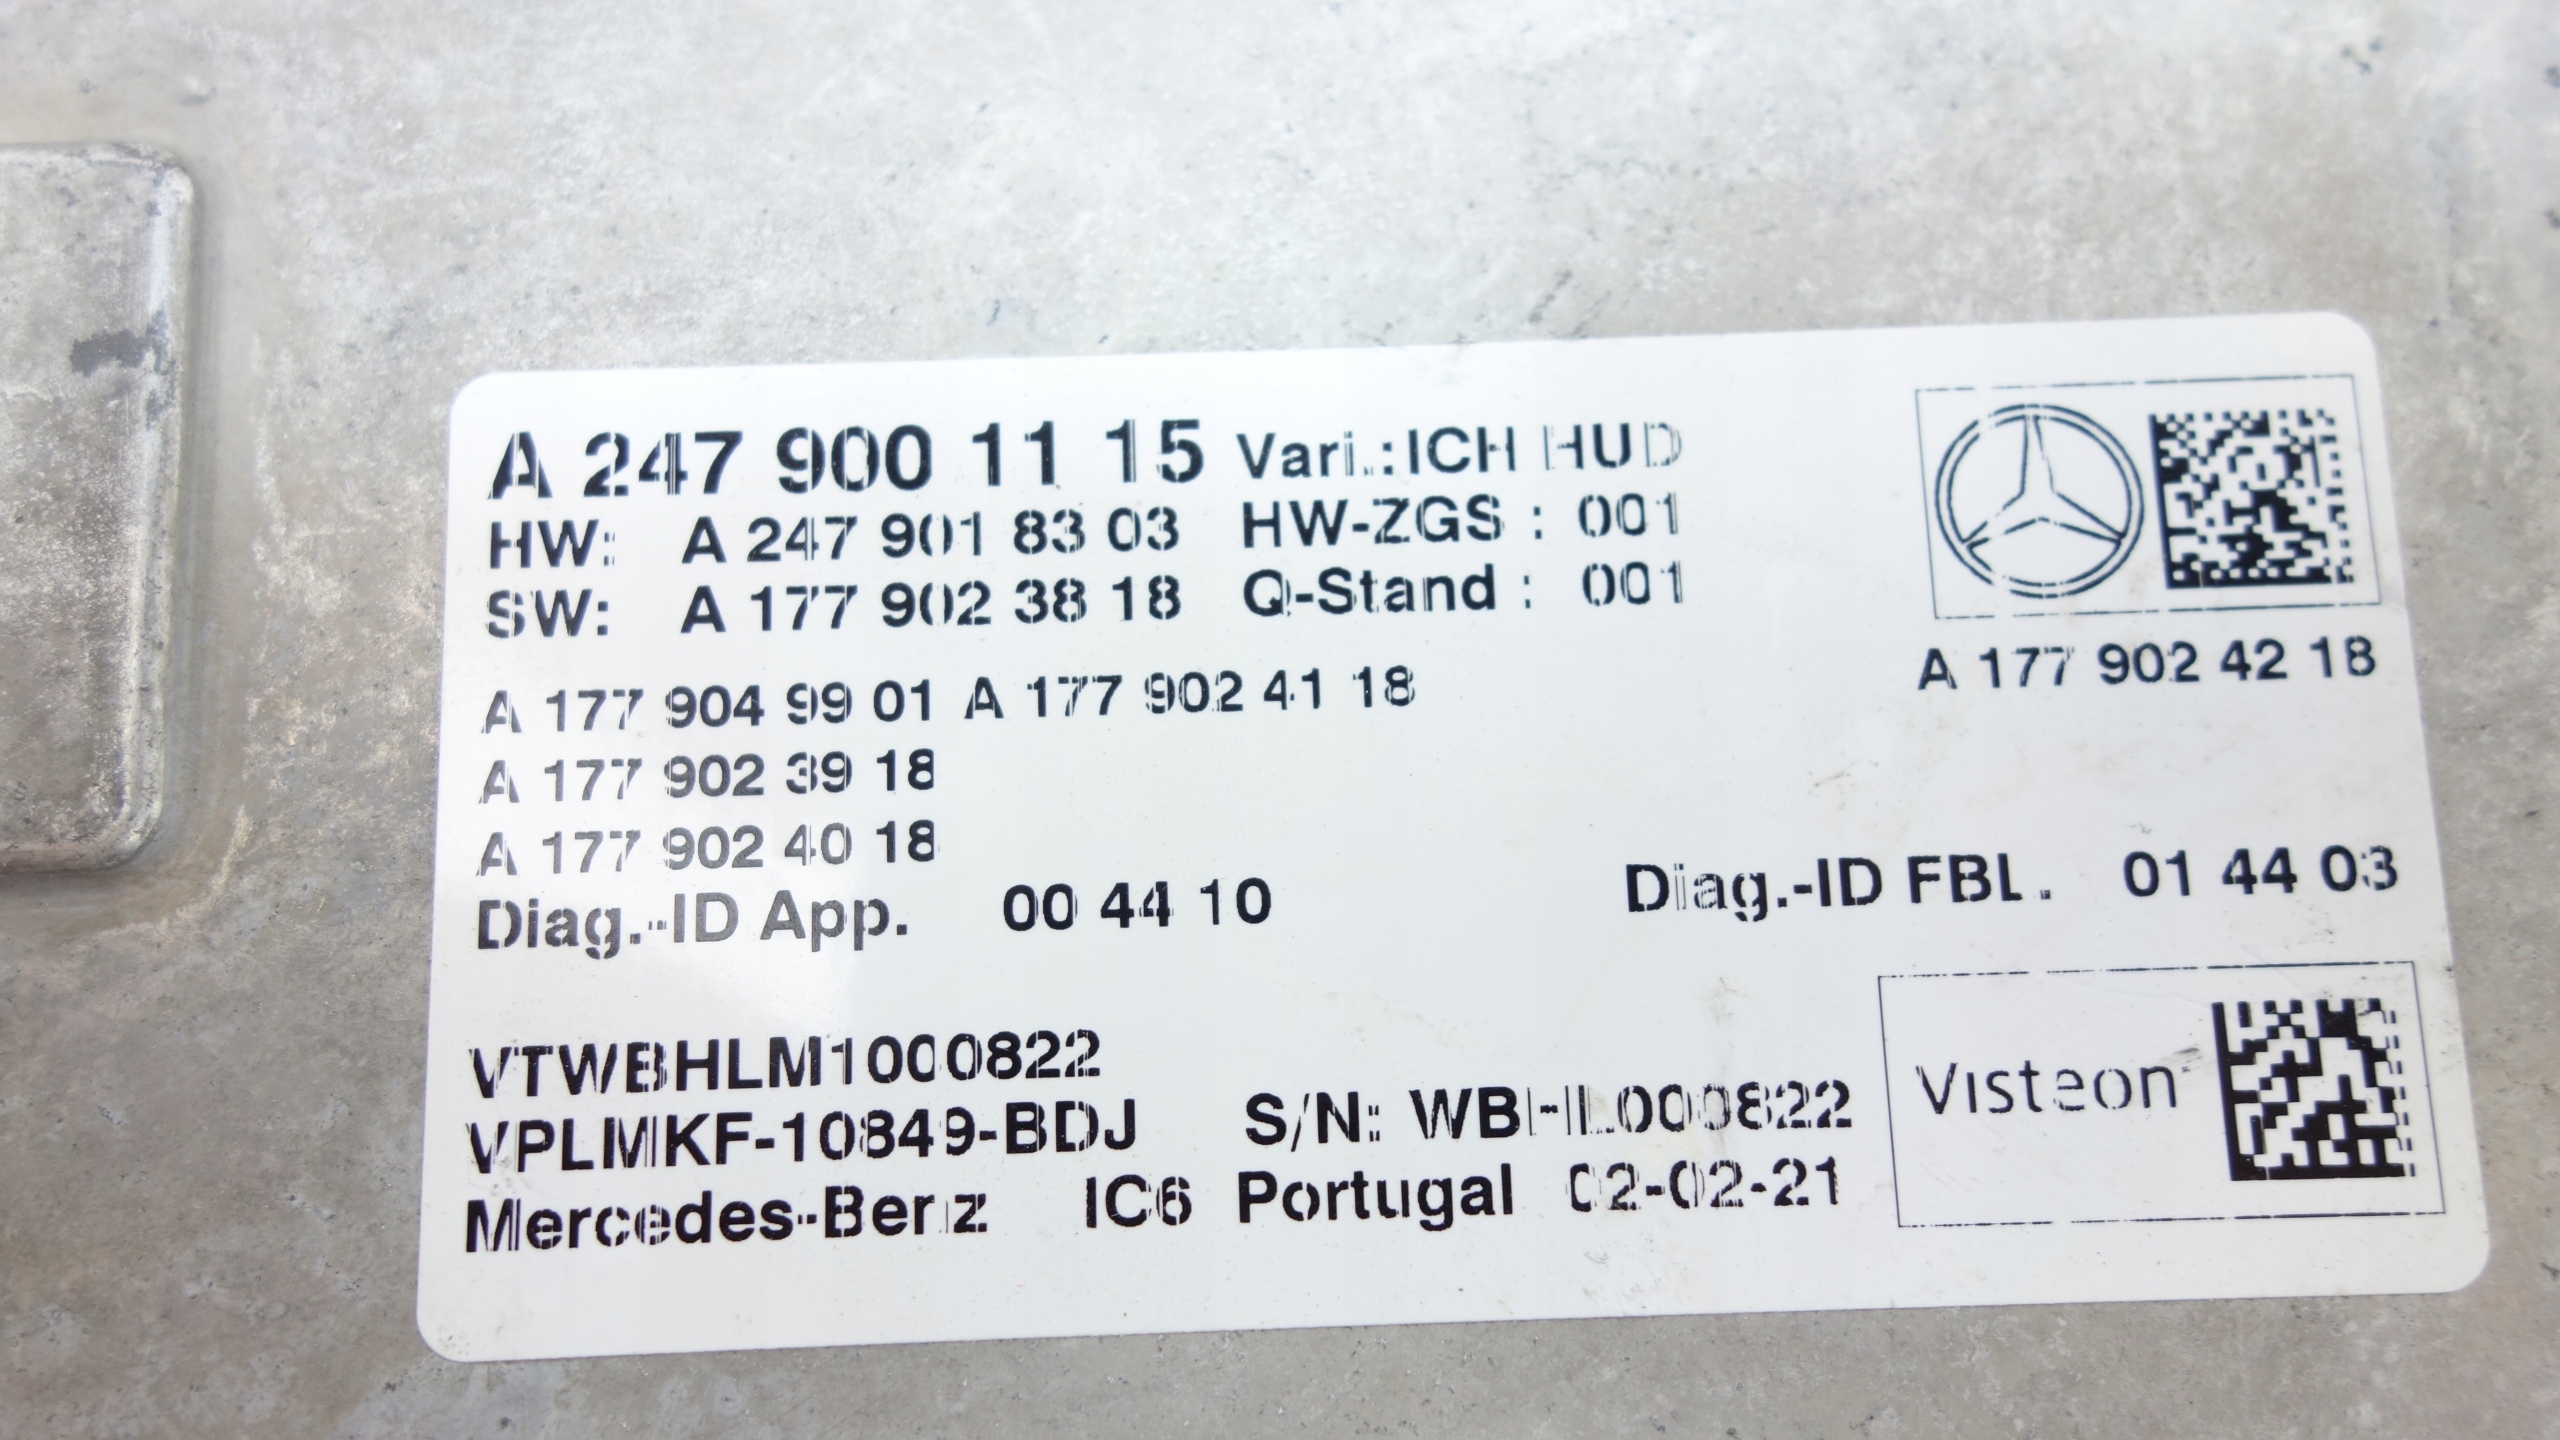 A 247 900 11 15 Vari.:ICH HUD
HW: A 247 901 83 03 HW-ZGS : 001
SW: A 177 902 38 18 Q-Stand : 001
A 177 902 42 18
A 177 904 99 01 A 177 902 41 18
A 177 902 39 18
A 177 902 40 18
Diag.-ID App. 00 44 10 Diag.-ID FBL. 01 44 03
VTWBHLM1000822
VPLMKF-10849-BDJ S/N: WBHL000822
Mercedes-Benz IC6 Portugal 02-02-21
Visteon